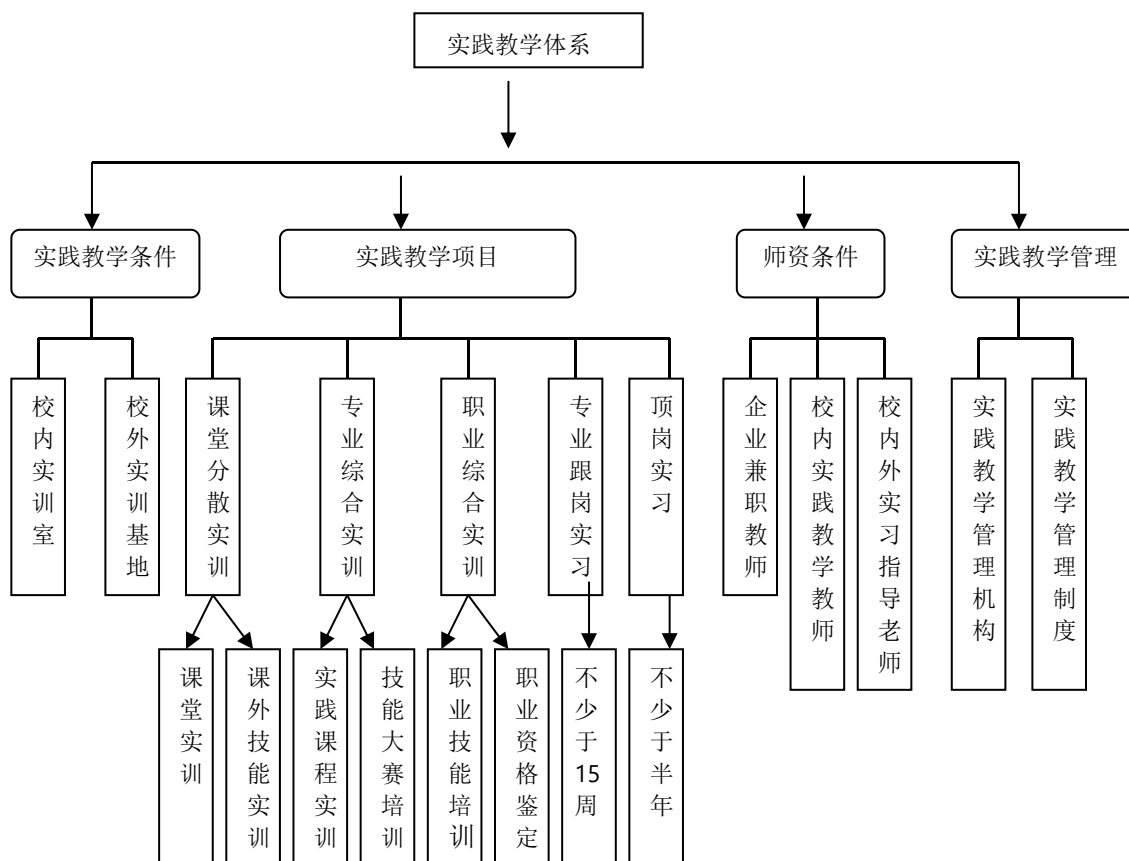 实践教学体系
实践教学条件
实践教学项目
师资条件
实践教学管理
校内实训室
校外实训基地
课堂分散实训
专业综合实训
职业综合实训
专业跟岗实习
顶岗实习
企业兼职教师
校内实践教学教师
校内外实习指导老师
实践教学管理机构
实践教学管理制度
课堂实训
课外技能实训
实践课程实训
技能大赛培训
职业技能培训
职业资格鉴定
不少于15周
不少于半年